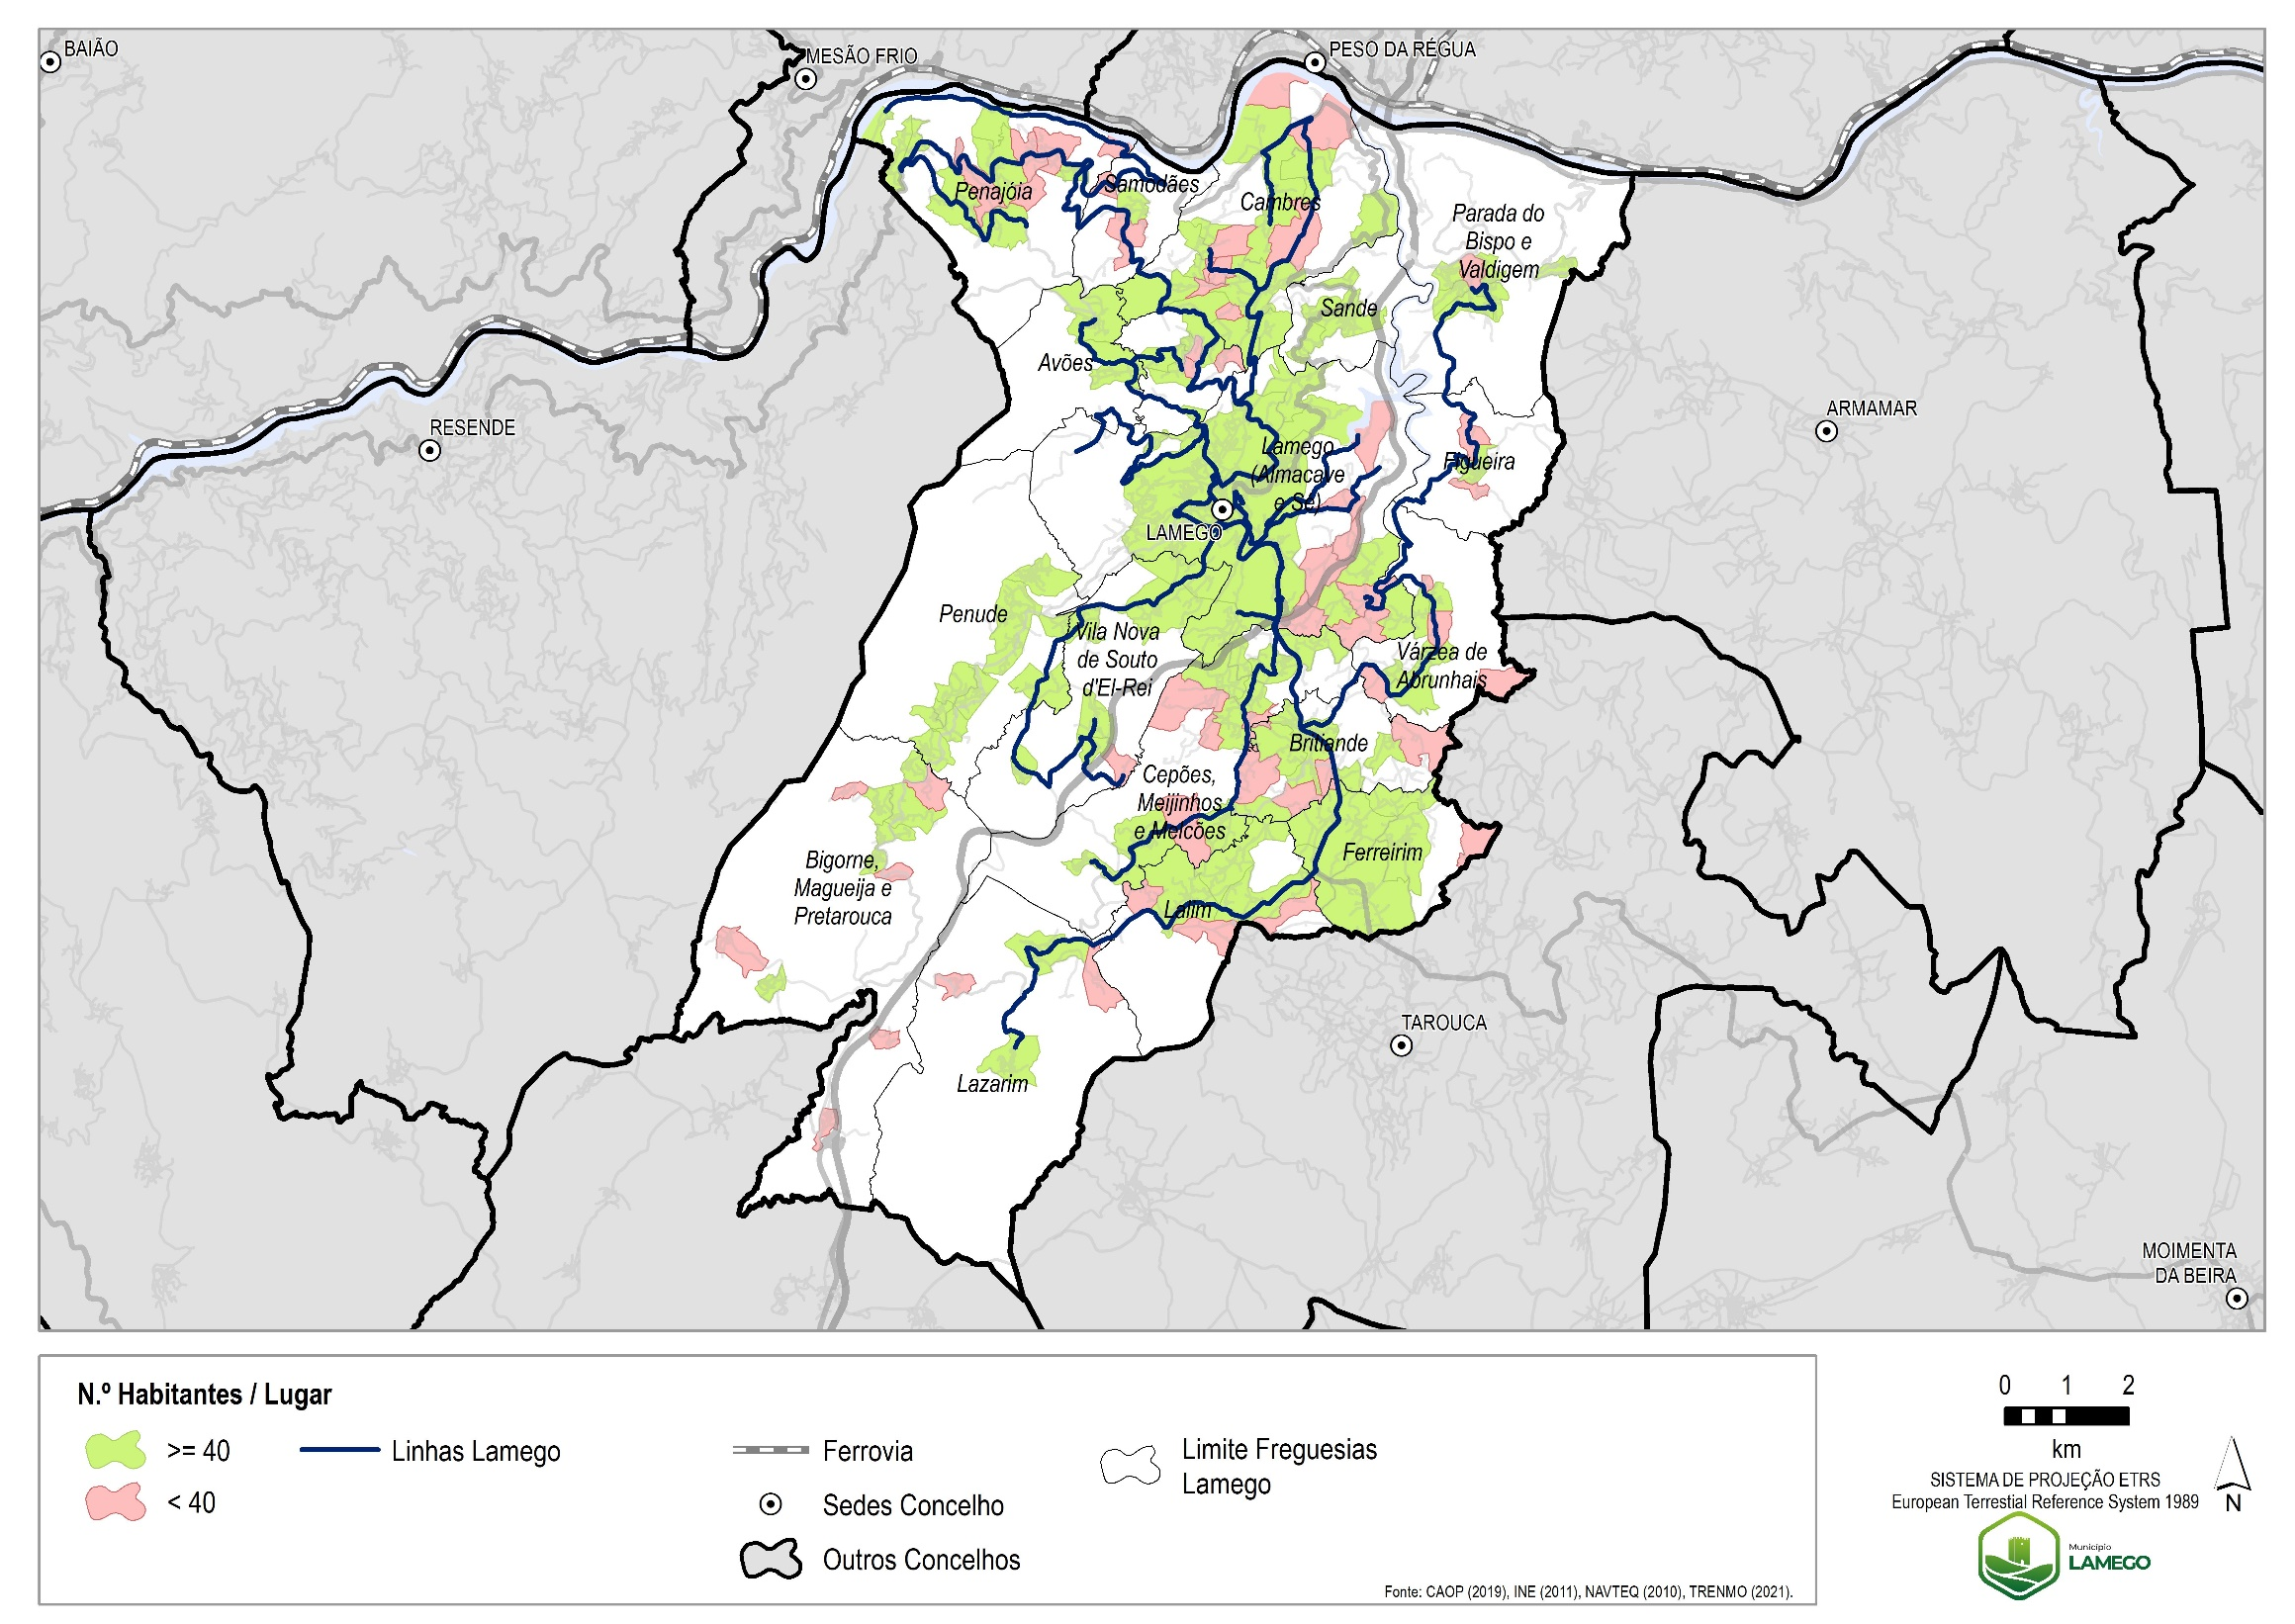 BAIÃO
MESÃO FRIO
PESO DA RÉGUA
Penajóia
Samodães
Cambres
Parada do
Bispo e
Valdigem
Sande
Avões
RESENDE
ARMAMAR
Lamego
(Almacave
e Sé)
Figueira
LAMEGO
Penude
Vila Nova
de Souto
d'El-Rei
Várzea de
Abrunhais
Britiande
Cepões,
Meijinhos
e Melcões
Ferreirim
Bigorne,
Magueija e
Pretarouca
Lalim
TAROUCA
Lazarim
MOIMENTA
DA BEIRA
N.º Habitantes / Lugar
>= 40
< 40
Linhas Lamego
Ferrovia
Sedes Concelho
Outros Concelhos
Limite Freguesias
Lamego
Fonte: CAOP (2019), INE (2011), NAVTEQ (2010), TRENMO (2021).
0 1 2
km
SISTEMA DE PROJEÇÃO ETRS
European Terrestial Reference System 1989
N
Município
LAMEGO